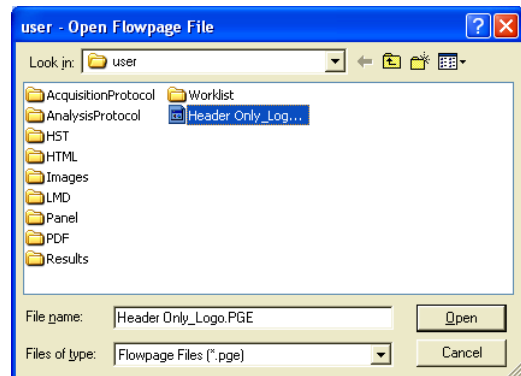 user - Open Flowpage File
Look in: user
AcquisitionProtocol
AnalysisProtocol
HST
HTML
Images
LMD
Panel
PDF
Results
Worklist
Header Only_Log...
File name: Header Only_Logo.PGE Open
Files of type: Flowpage Files (*.pge) Cancel